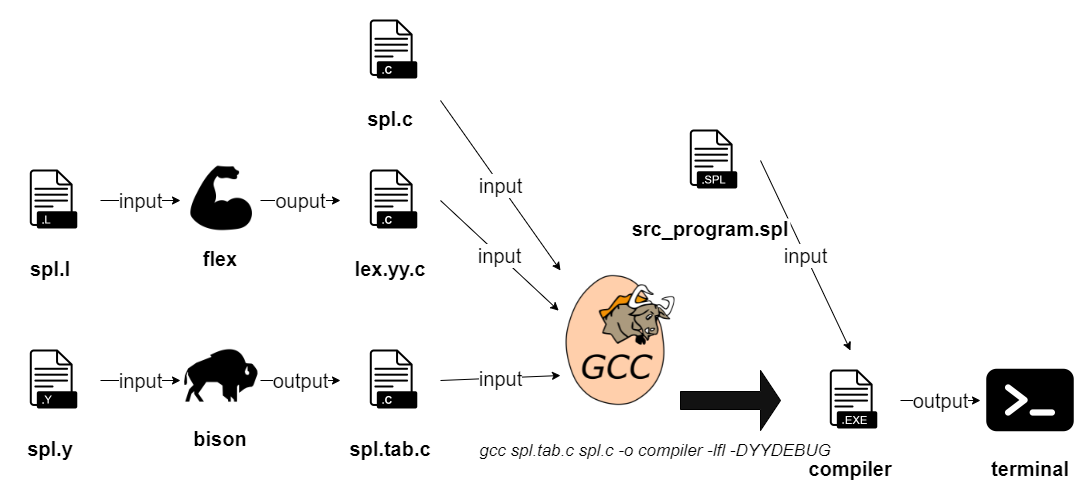 .C
spl.c
input
.SPL
src_program.spl
input
.L
spl.l
input
flex
ouput
.C
lex.yy.c
input
GCC
.Y
spl.y
input
bison
output
.C
spl.tab.c
input
gcc spl.tab.c spl.c -o compiler -lfl -DYYDEBUG
.EXE
compiler
output
terminal